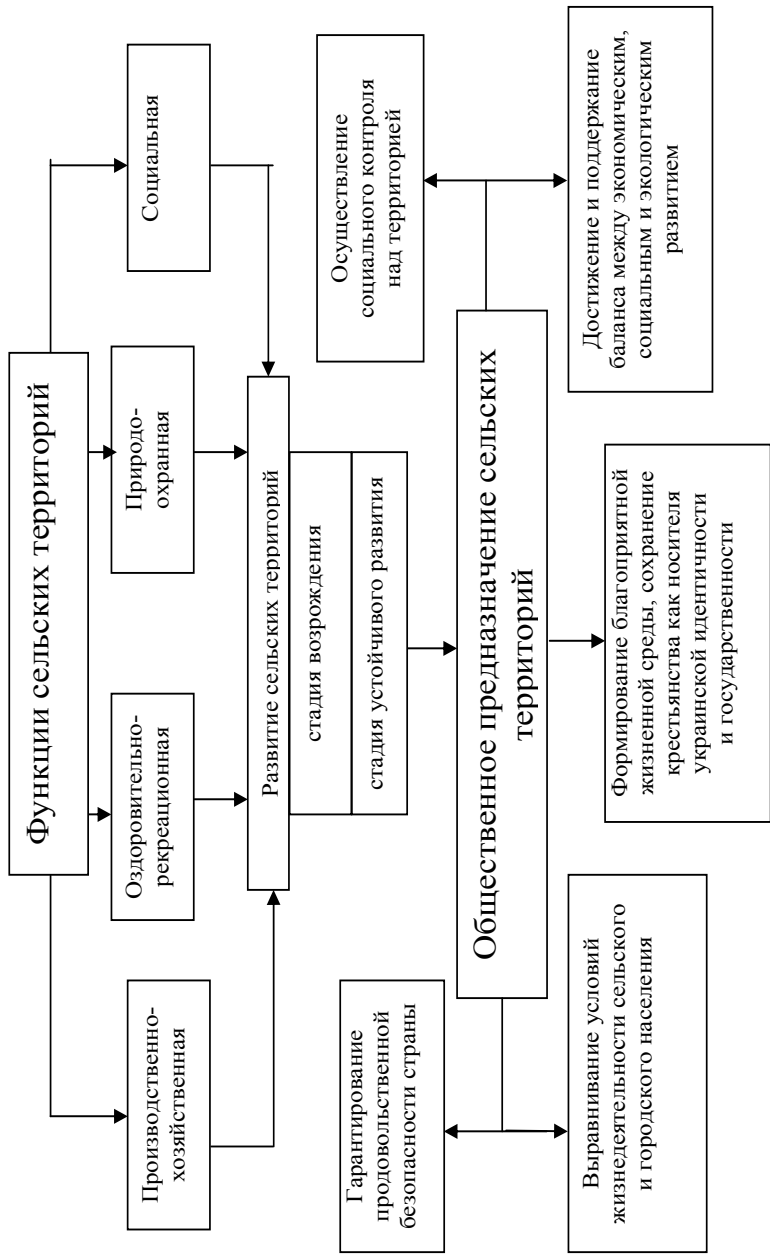 Функции сельских территорий
Производственно-
хозяйственная
Оздоровительно-
рекреационная
Природо-
охранная
Социальная
Развитие сельских территорий
стадия возрождения
стадия устойчивого развития
Гарантирование
продовольственной
безопасности страны
Осуществление
социального контроля
над территорией
Общественное предназначение сельских
территорий
Выравнивание условий
жизнедеятельности сельского
и городского населения
Формирование благоприятной
жизненной среды, сохранение
крестьянства как носителя
украинской идентичности
и государственности
Достижение и поддержание
баланса между экономическим,
социальным и экологическим
развитием